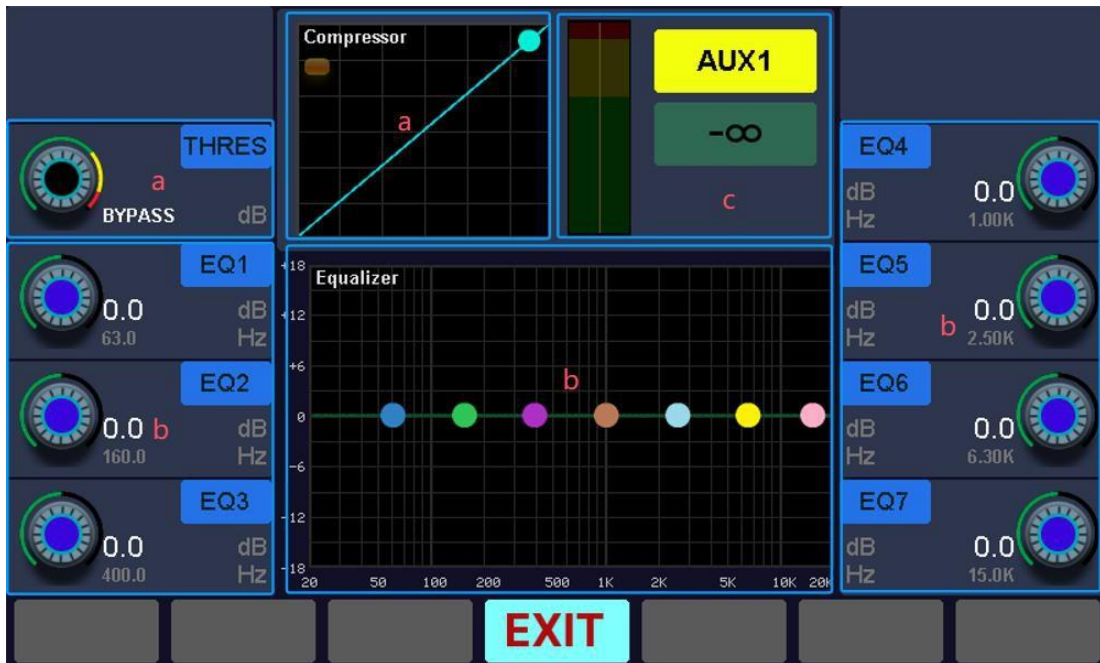 Compressor
a
AUX1
-∞
c
THRES
a
BYPASS dB
EQ1
0.0 dB
63.0 Hz
EQ2
0.0 b dB
160.0 Hz
EQ3
0.0 dB
400.0 Hz
Equalizer
+18
+12
+6
0
-6
-12
-18
b
20 50 100 200 500 1K 2K 5K 10K 20K
EQ4
dB 0.0
Hz 1.00K
EQ5
dB 0.0
b
Hz 2.50K
EQ6
dB 0.0
Hz 6.30K
EQ7
dB 0.0
Hz 15.0K
EXIT